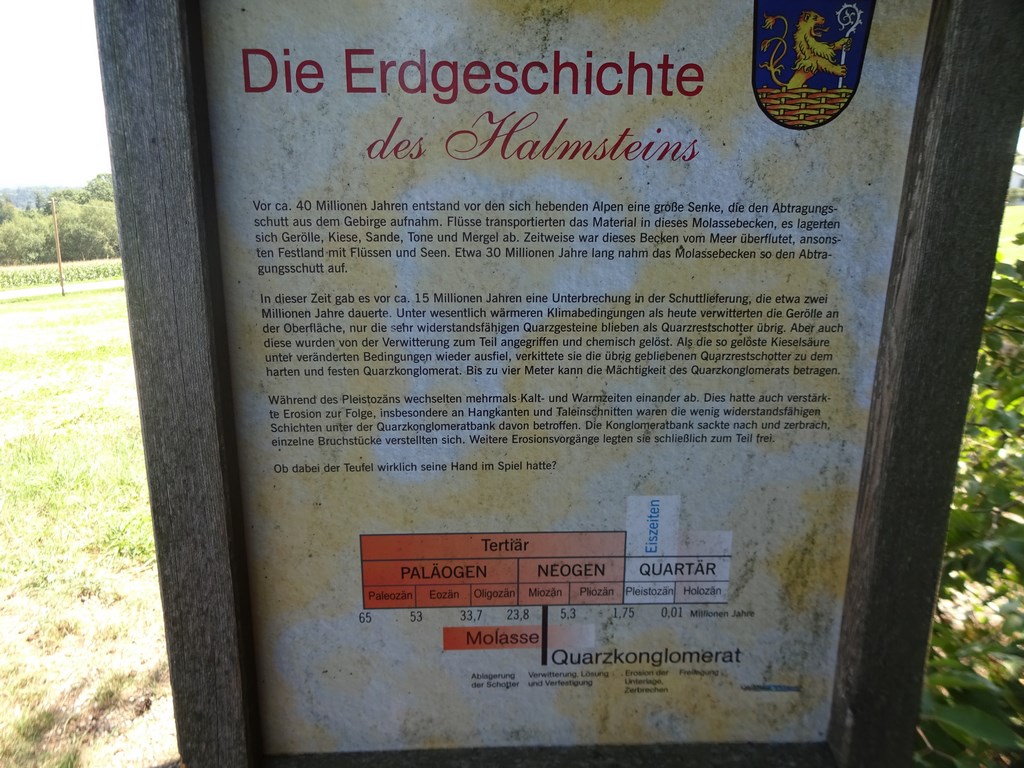 Die Erdgeschichte
des Halmsteins
Vor ca. 40 Millionen Jahren entstand vor den sich hebenden Alpen eine große Senke, die den Abtragungs-
schutt aus dem Gebirge aufnahm. Flüsse transportierten das Material in dieses Molassebecken, es lagerten
sich Gerölle, Kiese, Sande, Tone und Mergel ab. Zeitweise war dieses Becken vom Meer überflutet, ansons-
ten Festland mit Flüssen und Seen. Etwa 30 Millionen Jahre lang nahm das Molassebecken so den Abtra-
gungsschutt auf.
In dieser Zeit gab es vor ca. 15 Millionen Jahren eine Unterbrechung in der Schuttlieferung, die etwa zwei
Millionen Jahre dauerte. Unter wesentlich wärmeren Klimabedingungen als heute verwitterten die Gerölle an
der Oberfläche, nur die sehr widerstandsfähigen Quarzgesteine blieben als Quarzrestschotter übrig. Aber auch
diese wurden von der Verwitterung zum Teil angegriffen und chemisch gelöst. Als die so gelöste Kieselsäure
unter veränderten Bedingungen wieder ausfiel, verkittete sie die übrig gebliebenen Quarzrestschotter zu dem
harten und festen Quarzkonglomerat. Bis zu vier Meter kann die Mächtigkeit des Quarzkonglomerats betragen.
Während des Pleistozäns wechselten mehrmals Kalt- und Warmzeiten einander ab. Dies hatte auch verstärk-
te Erosion zur Folge, insbesondere an Hangkanten und Taleinschnitten waren die wenig widerstandsfähigen
Schichten unter der Quarzkonglomeratbank davon betroffen. Die Konglomeratbank sackte nach und zerbrach,
einzelne Bruchstücke verstellten sich. Weitere Erosionsvorgänge legten sie schließlich zum Teil frei.
Ob dabei der Teufel wirklich seine Hand im Spiel hatte?
Eiszeiten
Tertiär
PALÄOGEN NEOGEN QUARTÄR
Paleozän Eozän Oligozän Miozän Pliozän Pleistozän Holozän
65 53 33,7 23,8 5,3 1,75 0,01 Millionen Jahre
Molasse
Quarzkonglomerat
Ablagerung Verwitterung, Lösung Erosion der Freilegung
der Schotter und Verfestigung Unterlage,
Zerbrechen